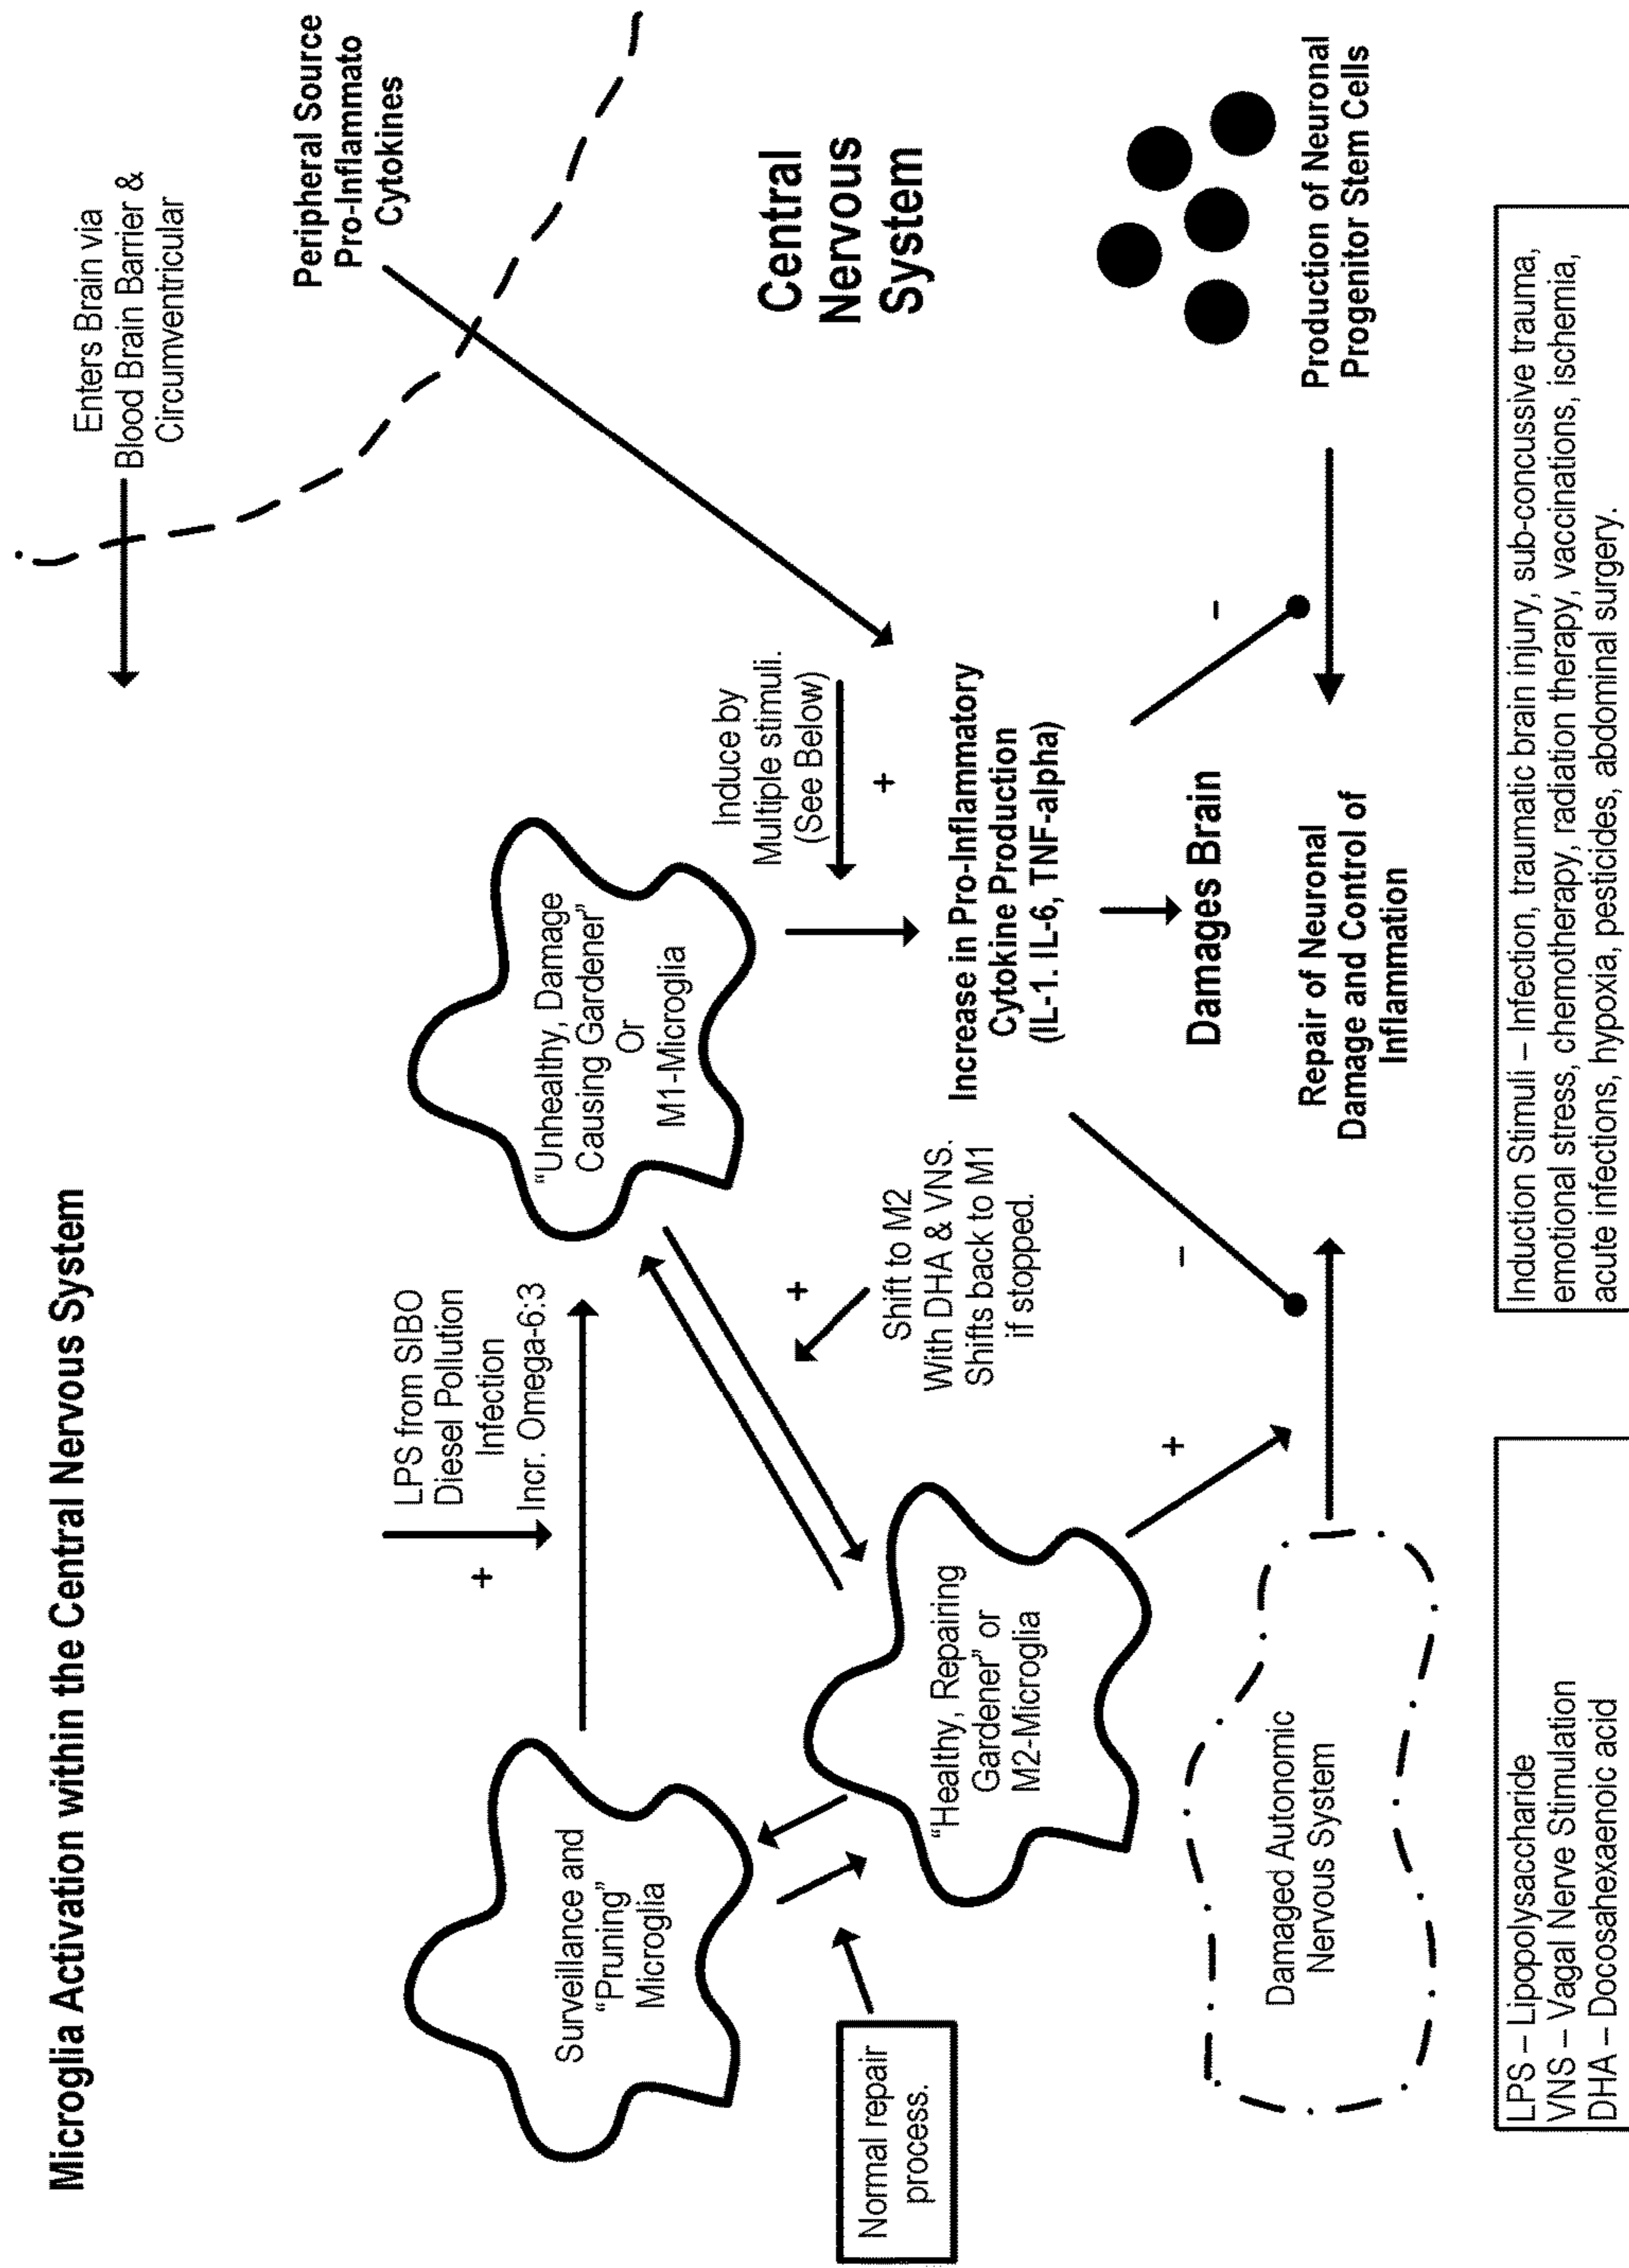 Microglia Activation within the Central Nervous System
Enters Brain via
Blood Brain Barrier &
Circumventricular
Peripheral Source
Pro-Inflammato
Cytokines
LPS from SIBO
Diesel Pollution
Infection
Incr. Omega-6:3
+
Surveillance and
“Pruning”
Microglia
“Unhealthy, Damage
Causing Gardener”
Or
M1-Microglia
Induce by
Multiple stimuli.
(See Below)
+
Central
Nervous
System
Normal repair
process.
“Healthy, Repairing
Gardener” or
M2-Microglia
+
Shift to M2
With DHA & VNS.
Shifts back to M1
if stopped.
Increase in Pro-Inflammatory
Cytokine Production
(IL-1. IL-6, TNF-alpha)
+
-
-
Damages Brain
Damaged Autonomic
Nervous System
Repair of Neuronal
Damage and Control of
Inflammation
Production of Neuronal
Progenitor Stem Cells
LPS – Lipopolysaccharide
VNS – Vagal Nerve Stimulation
DHA – Docosahexaenoic acid
Induction Stimuli – Infection, traumatic brain injury, sub-concussive trauma,
emotional stress, chemotherapy, radiation therapy, vaccinations, ischemia,
acute infections, hypoxia, pesticides, abdominal surgery.